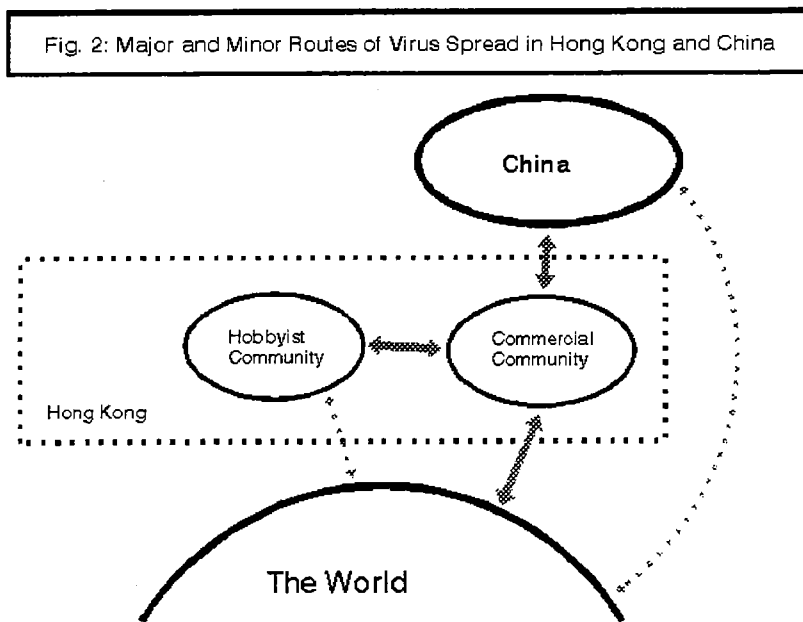 Fig. 2: Major and Minor Routes of Virus Spread in Hong Kong and China
China
Hobbyist
Community
Commercial
Community
Hong Kong
The World